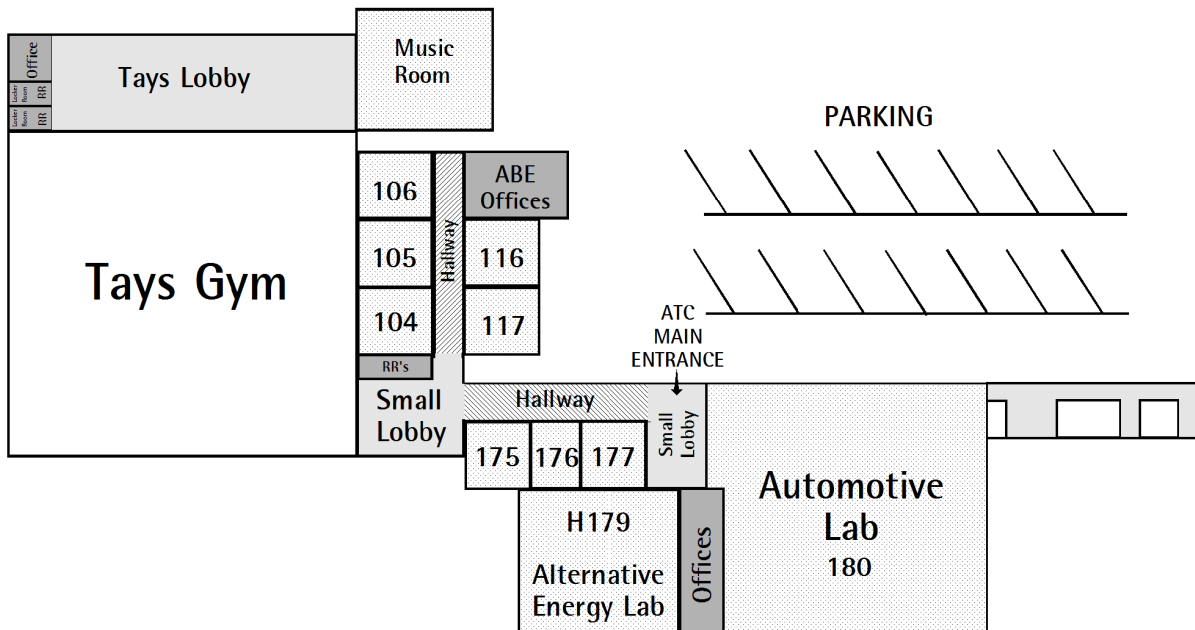 Office
Tays Lobby
Locker
Room
RR
Locker
Room
RR
Music
Room
PARKING
106
ABE
Offices
Hallway
105
116
Tays Gym
104
117
ATC
MAIN
ENTRANCE
RR's
Small
Lobby
Hallway
Small
Lobby
175
176
177
Automotive
Lab
180
H179
Alternative
Energy Lab
Offices